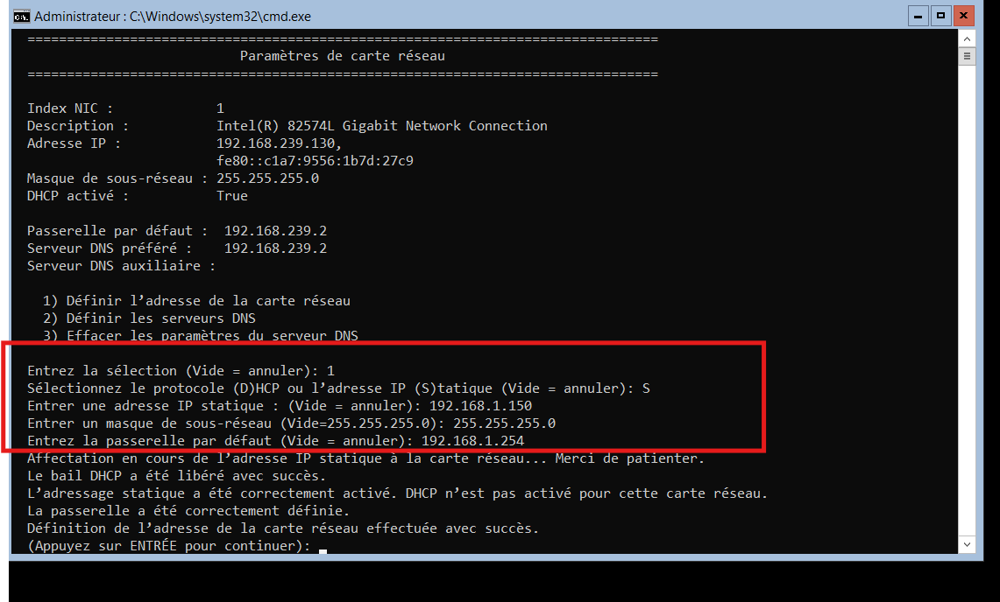 Administrateur : C:\Windows\system32\cmd.exe
================================================================================
Paramètres de carte réseau
================================================================================
Index NIC : 1
Description : Intel(R) 82574L Gigabit Network Connection
Adresse IP : 192.168.239.130,
fe80::c1a7:9556:1b7d:27c9
Masque de sous-réseau : 255.255.255.0
DHCP activé : True
Passerelle par défaut : 192.168.239.2
Serveur DNS préféré : 192.168.239.2
Serveur DNS auxiliaire :
1) Définir l’adresse de la carte réseau
2) Définir les serveurs DNS
3) Effacer les paramètres du serveur DNS
Entrez la sélection (Vide = annuler): 1
Sélectionnez le protocole (D)HCP ou l’adresse IP (S)tatique (Vide = annuler): S
Entrer une adresse IP statique : (Vide = annuler): 192.168.1.150
Entrer un masque de sous-réseau (Vide=255.255.255.0): 255.255.255.0
Entrez la passerelle par défaut (Vide = annuler): 192.168.1.254
Affectation en cours de l’adresse IP statique à la carte réseau... Merci de patienter.
Le bail DHCP a été libéré avec succès.
L’adressage statique a été correctement activé. DHCP n’est pas activé pour cette carte réseau.
La passerelle a été correctement définie.
Définition de l’adresse de la carte réseau effectuée avec succès.
(Appuyez sur ENTRÉE pour continuer):